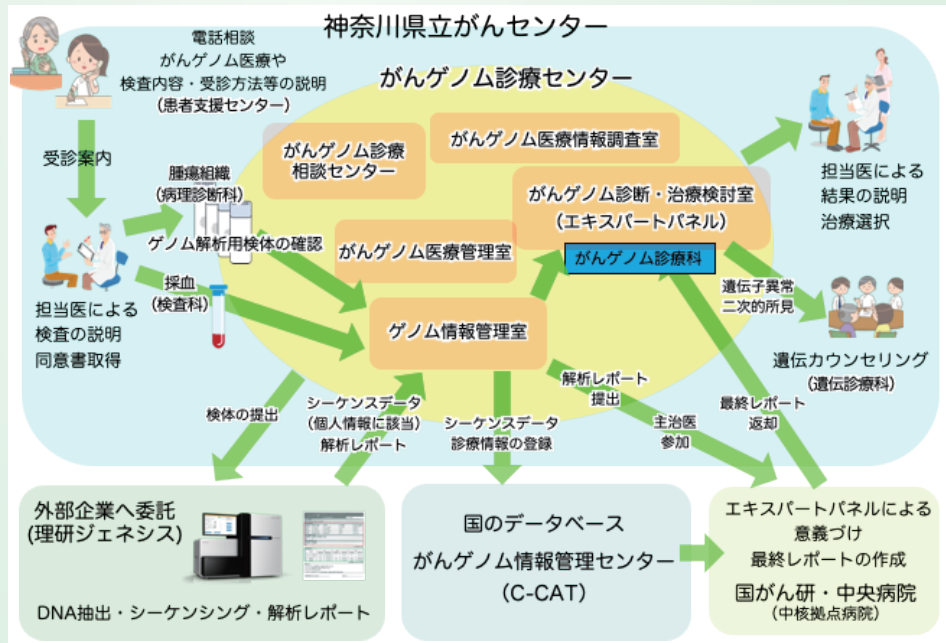 神奈川県立がんセンター
電話相談
がんゲノム医療や
検査内容・受診方法等の説明
(患者支援センター)
がんゲノム診療センター
受診案内
がんゲノム診療
相談センター
がんゲノム医療情報調査室
腫瘍組織
(病理診断科)
がんゲノム診断・治療検討室
(エキスパートパネル)
担当医による
結果の説明
治療選択
ゲノム解析用検体の確認
がんゲノム医療管理室
がんゲノム診療科
採血
(検査科)
遺伝子異常
二次的所見
担当医による
検査の説明
同意書取得
ゲノム情報管理室
遺伝カウンセリング
(遺伝診療科)
検体の提出
シーケンスデータ
(個人情報に該当)
解析レポート
シーケンスデータ
診療情報の登録
解析レポート
提出
主治医
参加
最終レポート
返却
外部企業へ委託
(理研ジェネシス)
DNA抽出・シーケンシング・解析レポート
国のデータベース
がんゲノム情報管理センター
(C-CAT)
エキスパートパネルによる
意義づけ
最終レポートの作成
国がん研・中央病院
(中核拠点病院)